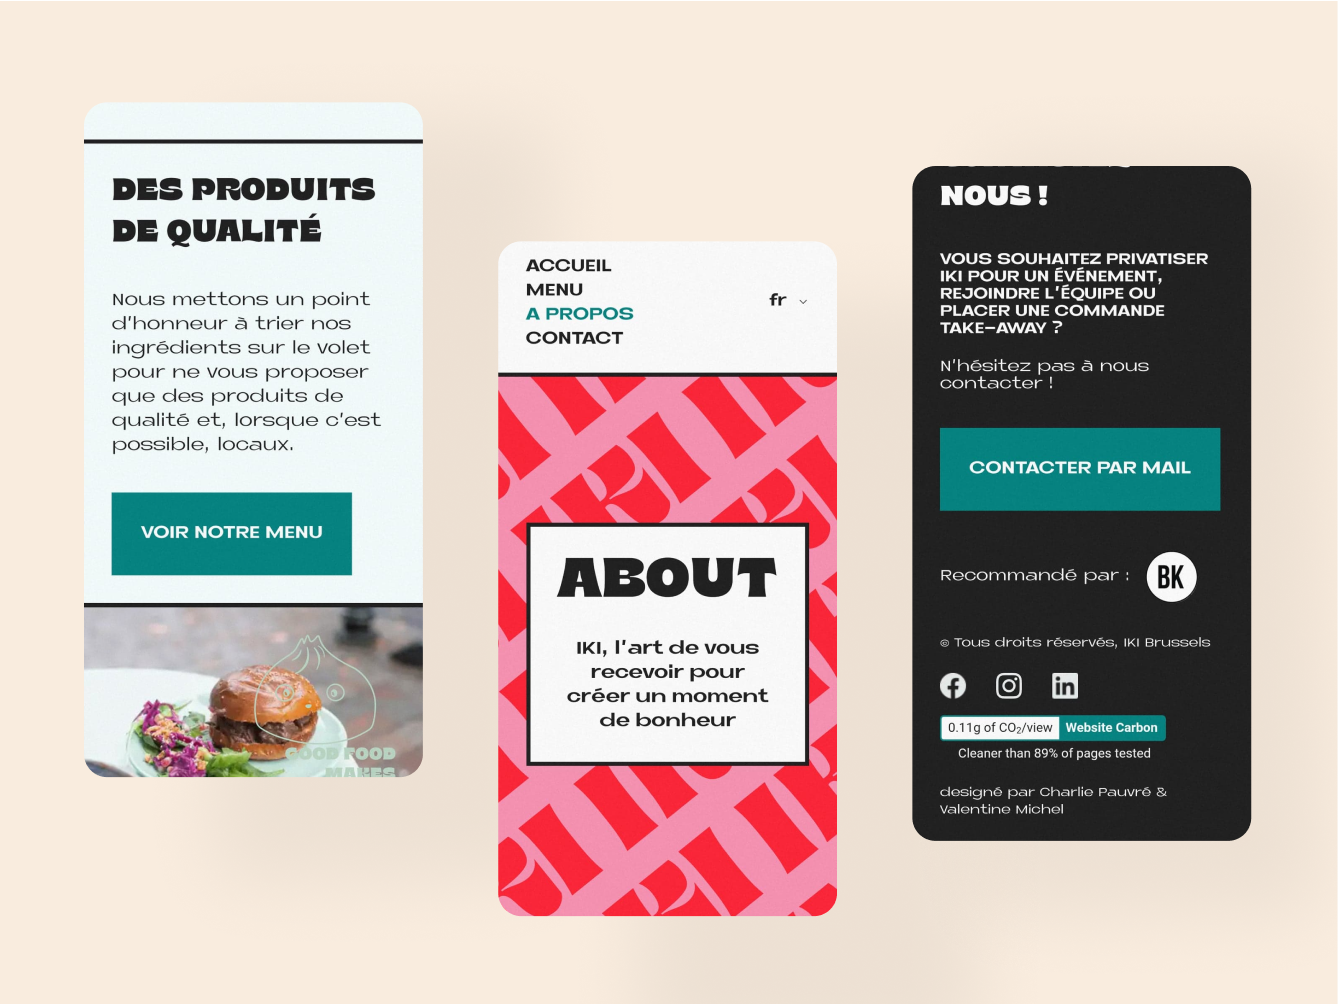 DES PRODUITS
DE QUALITÉ
Nous mettons un point
d'honneur à trier nos
ingrédients sur le volet
pour ne vous proposer
que des produits de
qualité et, lorsque c'est
possible, locaux.
VOIR NOTRE MENU
GOOD FOOD
MAKES
ACCUEIL
MENU
A PROPOS
CONTACT
fr
ABOUT
IKI, l'art de vous
recevoir pour
créer un moment
de bonheur
NOUS !
VOUS SOUHAITEZ PRIVATISER
IKI POUR UN ÉVÉNEMENT,
REJOINDRE L'ÉQUIPE OU
PLACER UNE COMMANDE
TAKE-AWAY ?
N'hésitez pas à nous
contacter !
CONTACTER PAR MAIL
Recommandé par :
BK
© Tous droits réservés, IKI Brussels
0.11g of CO₂/view
Website Carbon
Cleaner than 89% of pages tested
designé par Charlie Pauvré &
Valentine Michel